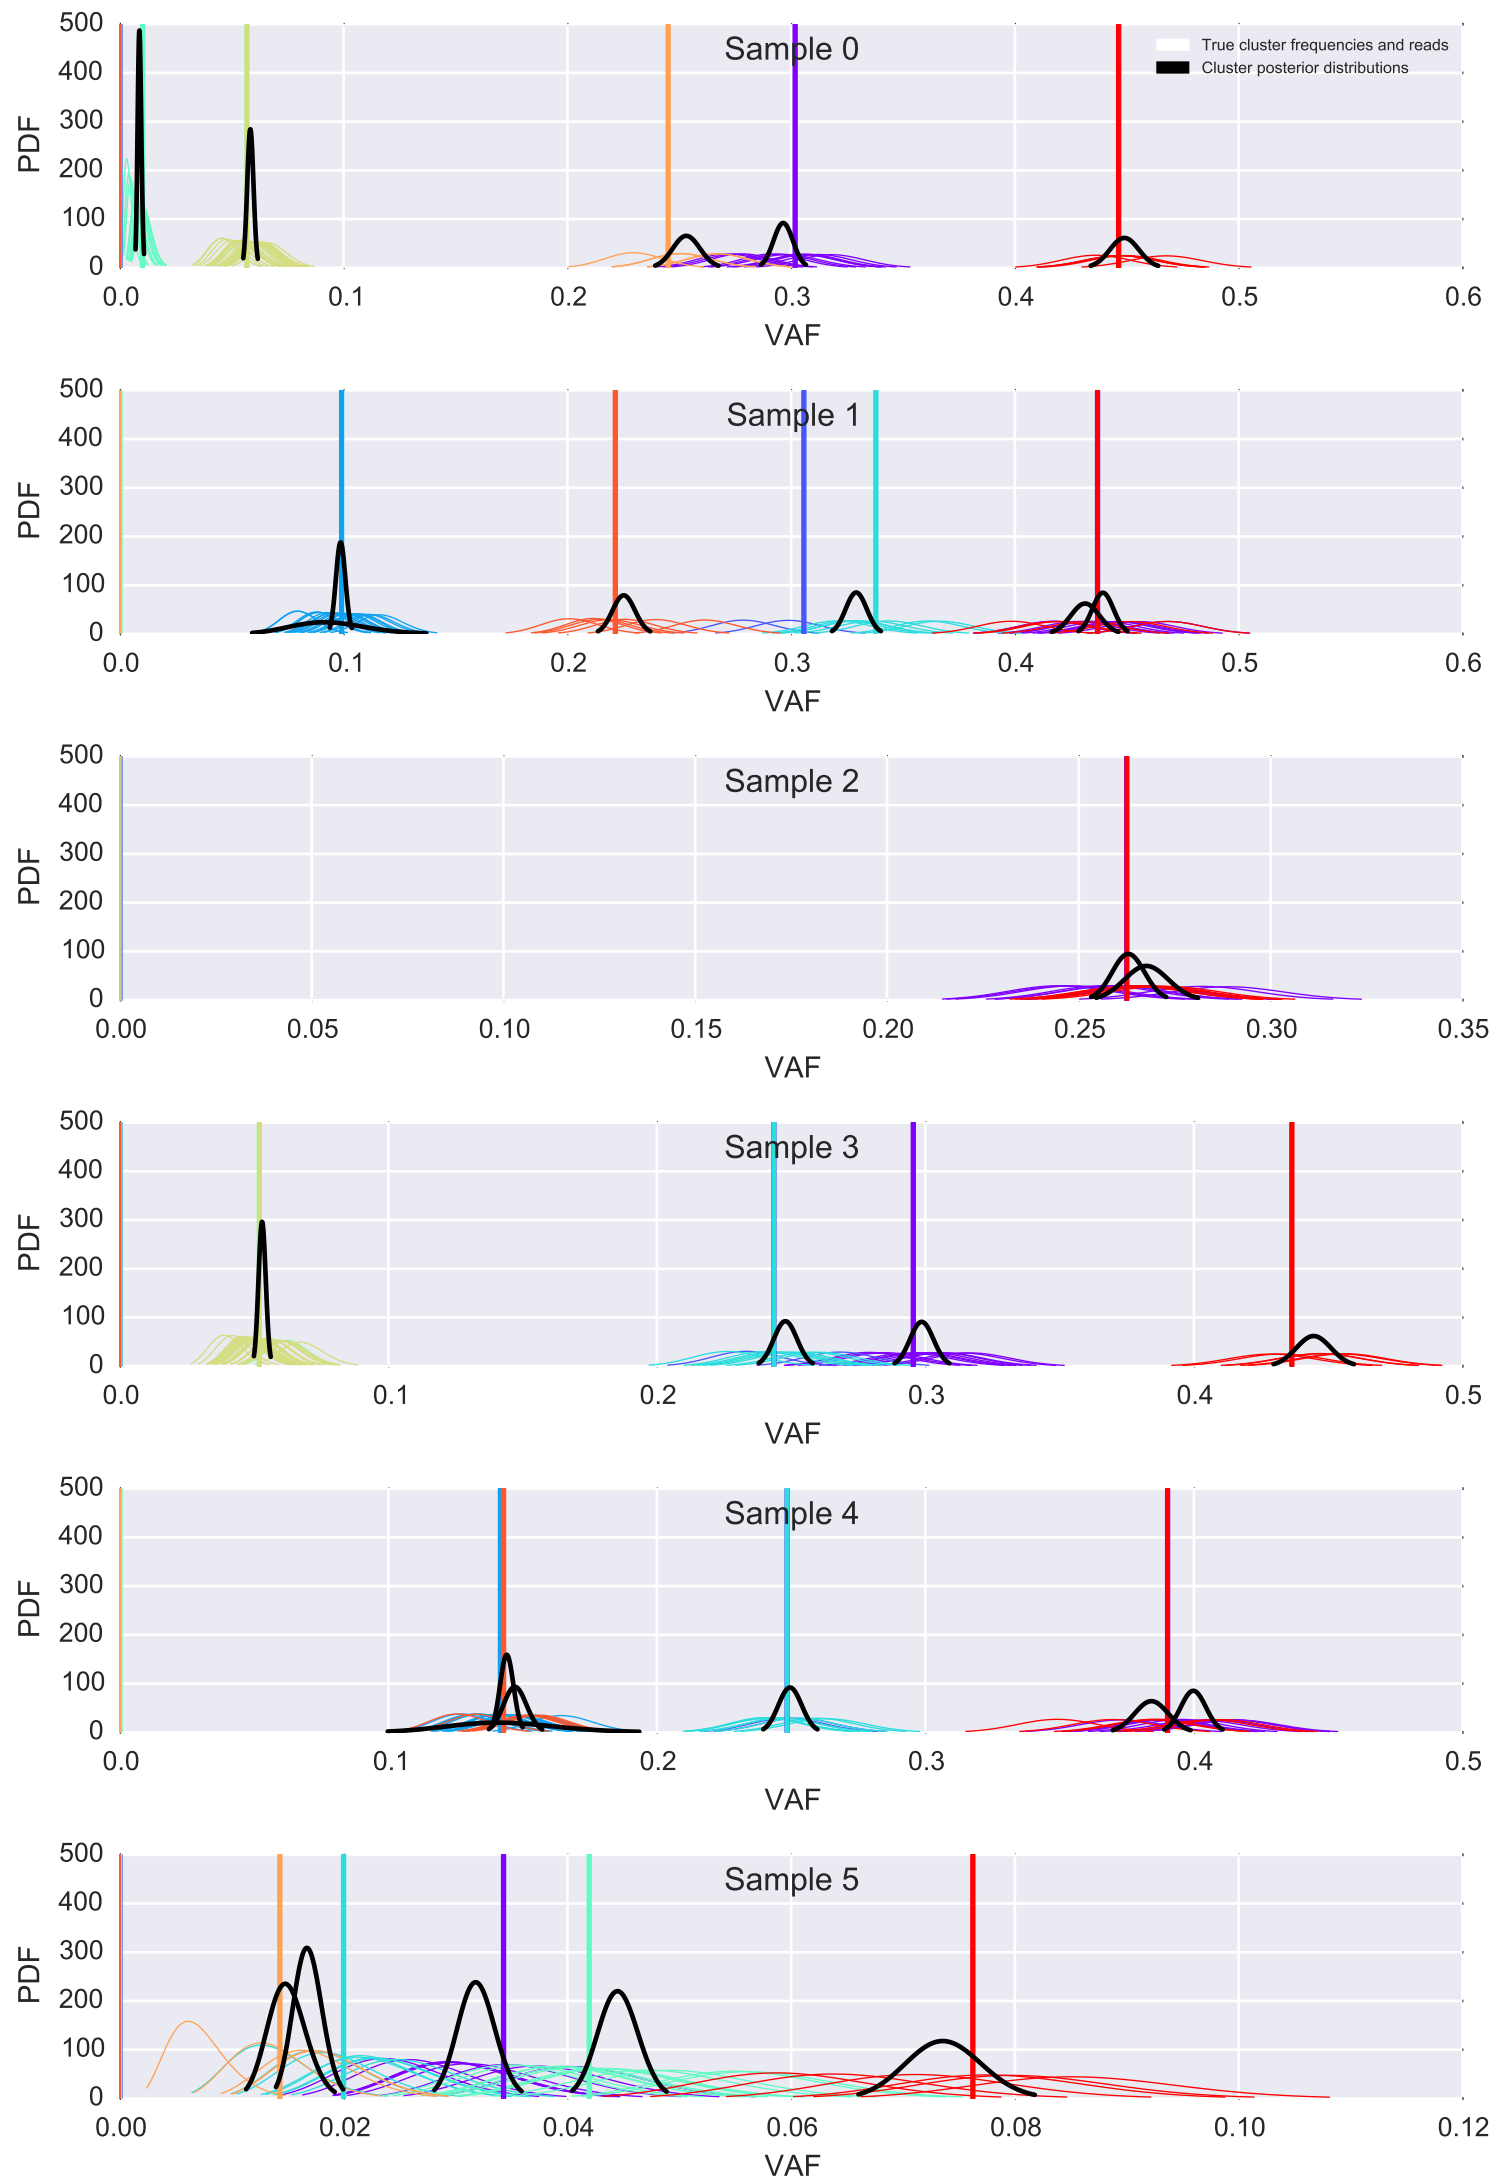 500
400
300
200
100
0
PDF
Sample 0
True cluster frequencies and reads
Cluster posterior distributions
0.0 0.1 0.2 0.3 0.4 0.5 0.6
VAF
500
400
300
200
100
0
PDF
Sample 1
0.0 0.1 0.2 0.3 0.4 0.5 0.6
VAF
500
400
300
200
100
0
PDF
Sample 2
0.00 0.05 0.10 0.15 0.20 0.25 0.30 0.35
VAF
500
400
300
200
100
0
PDF
Sample 3
0.0 0.1 0.2 0.3 0.4 0.5
VAF
500
400
300
200
100
0
PDF
Sample 4
0.0 0.1 0.2 0.3 0.4 0.5
VAF
500
400
300
200
100
0
PDF
Sample 5
0.00 0.02 0.04 0.06 0.08 0.10 0.12
VAF